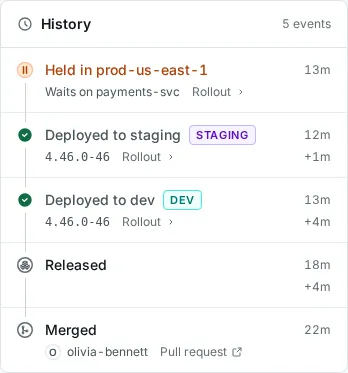 History 5 events
Held in prod-us-east-1 13m
Waits on payments-svc Rollout ›
Deployed to staging STAGING 12m
4.46.0-46 Rollout › +1m
Deployed to dev DEV 13m
4.46.0-46 Rollout › +4m
Released 18m
+4m
Merged 22m
O olivia-bennett Pull request